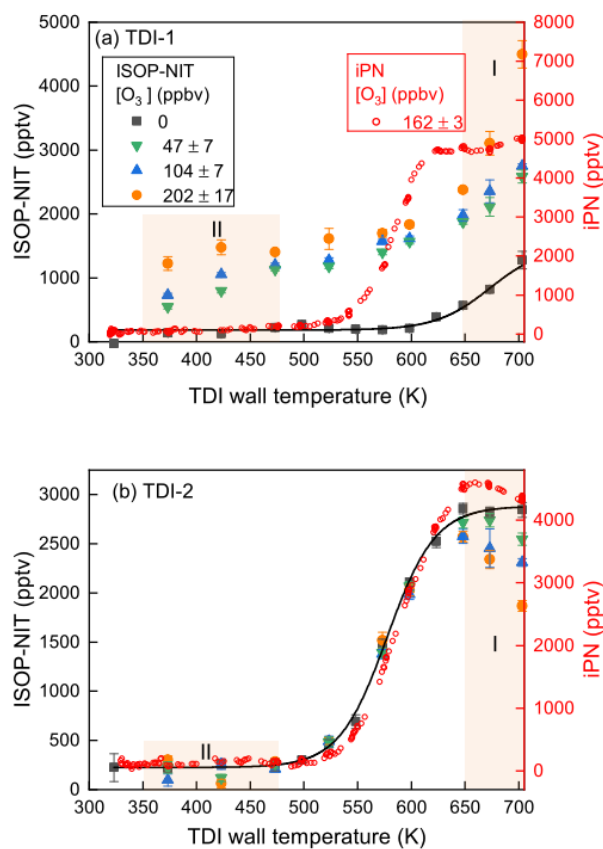 (a) TDI-1
ISOP-NIT
[O3] (ppbv)
0
47 ± 7
104 ± 7
202 ± 17
iPN
[O3] (ppbv)
162 ± 3
I
II
5000
4000
3000
2000
1000
0
ISOP-NIT (pptv)
8000
7000
6000
5000
4000
3000
2000
1000
0
iPN (pptv)
300 350 400 450 500 550 600 650 700
TDI wall temperature (K)
(b) TDI-2
I
II
3000
2500
2000
1500
1000
500
0
ISOP-NIT (pptv)
4000
3000
2000
1000
0
iPN (pptv)
300 350 400 450 500 550 600 650 700
TDI wall temperature (K)